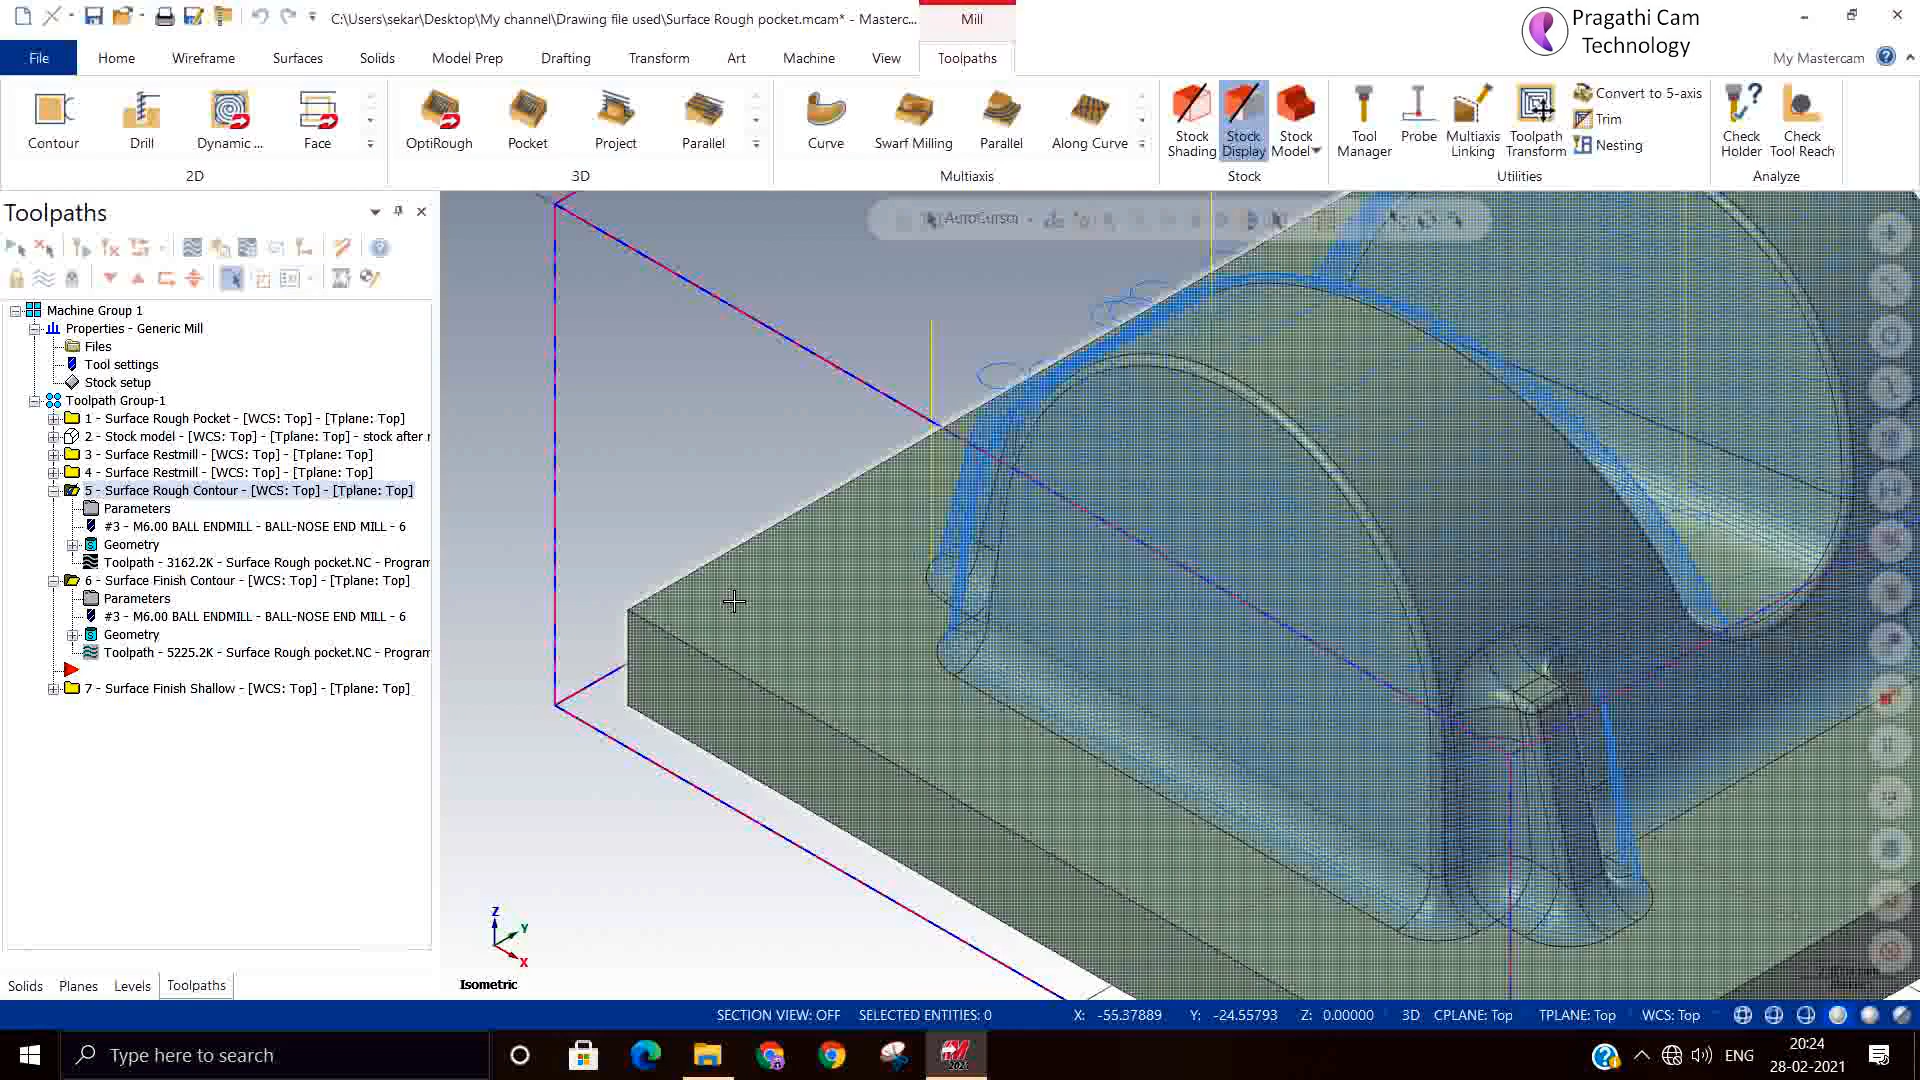 C:\Users\sekar\Desktop\My channel\Drawing file used\Surface Rough pocket.mcam* - Masterc...
Mill
Pragathi Cam
Technology
File
Home
Wireframe
Surfaces
Solids
Model Prep
Drafting
Transform
Art
Machine
View
Toolpaths
My Mastercam
Contour
Drill
Dynamic ...
Face
OptiRough
Pocket
Project
Parallel
Curve
Swarf Milling
Parallel
Along Curve
Stock
Shading
Stock
Display
Stock
Model
Tool
Manager
Probe
Multiaxis
Linking
Toolpath
Transform
Convert to 5-axis
Trim
Nesting
Check
Holder
Check
Tool Reach
2D
3D
Multiaxis
Stock
Utilities
Analyze
Toolpaths
AutoCursor
Machine Group 1
Properties - Generic Mill
Files
Tool settings
Stock setup
Toolpath Group-1
1 - Surface Rough Pocket - [WCS: Top] - [Tplane: Top]
2 - Stock model - [WCS: Top] - [Tplane: Top] - stock after r
3 - Surface Restmill - [WCS: Top] - [Tplane: Top]
4 - Surface Restmill - [WCS: Top] - [Tplane: Top]
5 - Surface Rough Contour - [WCS: Top] - [Tplane: Top]
Parameters
#3 - M6.00 BALL ENDMILL - BALL-NOSE END MILL - 6
Geometry
Toolpath - 3162.2K - Surface Rough pocket.NC - Program
6 - Surface Finish Contour - [WCS: Top] - [Tplane: Top]
Parameters
#3 - M6.00 BALL ENDMILL - BALL-NOSE END MILL - 6
Geometry
Toolpath - 5225.2K - Surface Rough pocket.NC - Program
7 - Surface Finish Shallow - [WCS: Top] - [Tplane: Top]
Z
Y
X
Isometric
Solids
Planes
Levels
Toolpaths
SECTION VIEW: OFF
SELECTED ENTITIES: 0
X: -55.37889
Y: -24.55793
Z: 0.00000
3D
CPLANE: Top
TPLANE: Top
WCS: Top
Type here to search
2021
ENG
20:24
28-02-2021